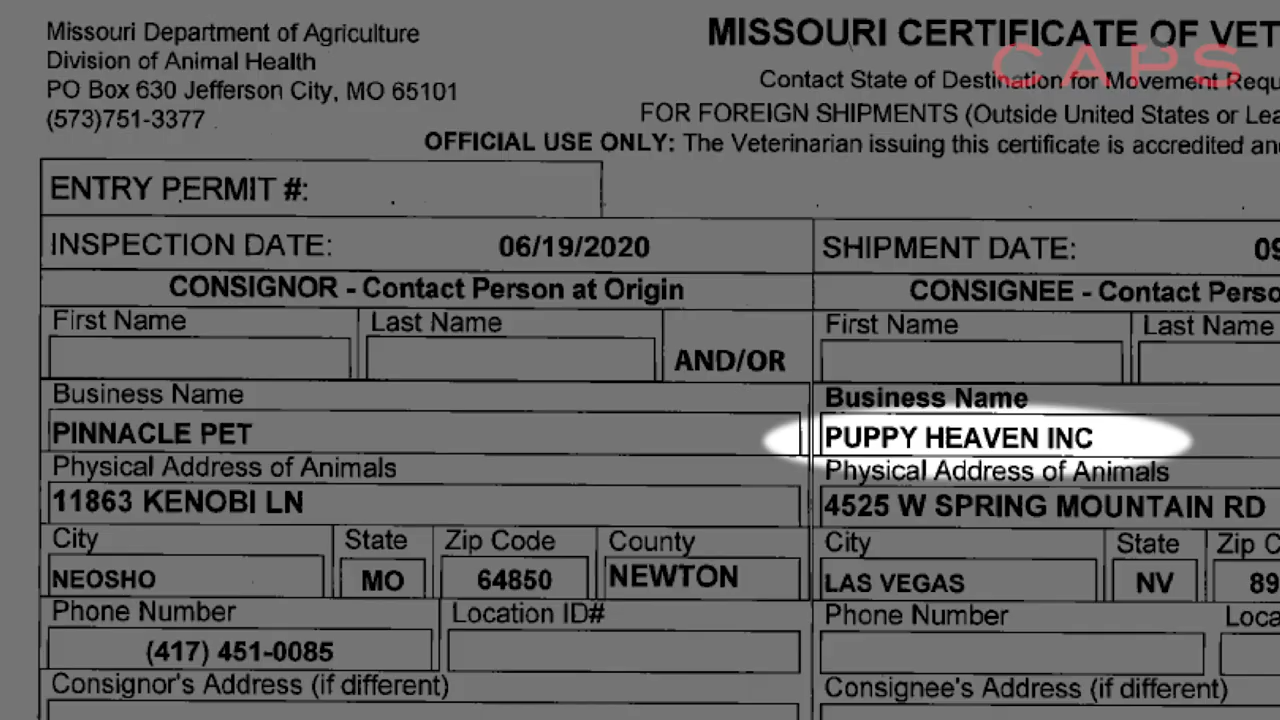 Missouri Department of Agriculture
Division of Animal Health
PO Box 630 Jefferson City, MO 65101
(573)751-3377
MISSOURI CERTIFICATE OF VET
CAPS
Contact State of Destination for Movement Requ
FOR FOREIGN SHIPMENTS (Outside United States or Lea
OFFICIAL USE ONLY: The Veterinarian issuing this certificate is accredited an
ENTRY PERMIT #:
INSPECTION DATE: 06/19/2020
SHIPMENT DATE: 09
CONSIGNOR - Contact Person at Origin
CONSIGNEE - Contact Perso
First Name Last Name
AND/OR
First Name Last Name
Business Name
PINNACLE PET
Business Name
PUPPY HEAVEN INC
Physical Address of Animals
11863 KENOBI LN
Physical Address of Animals
4525 W SPRING MOUNTAIN RD
City State Zip Code County
NEOSHO MO 64850 NEWTON
City State Zip C
LAS VEGAS NV 89
Phone Number Location ID#
(417) 451-0085
Phone Number Loca
Consignor's Address (if different)
Consignee's Address (if different)